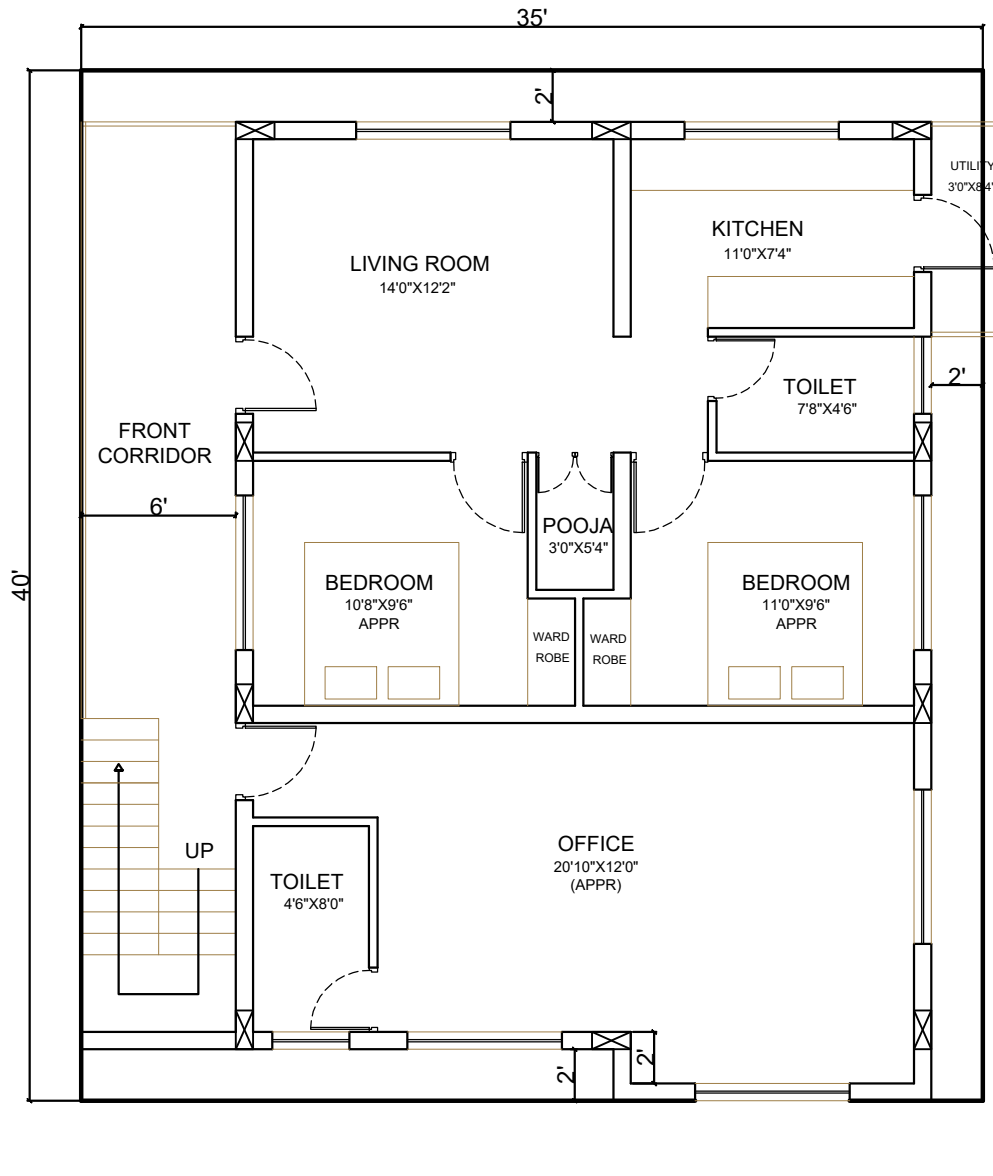 35'
2'
UTILITY
3'0"X8'4"
KITCHEN
11'0"X7'4"
LIVING ROOM
14'0"X12'2"
TOILET
7'8"X4'6"
2'
FRONT
CORRIDOR
6'
POOJA
3'0"X5'4"
40'
BEDROOM
10'8"X9'6"
APPR
BEDROOM
11'0"X9'6"
APPR
WARD
ROBE
WARD
ROBE
UP
OFFICE
20'10"X12'0"
(APPR)
TOILET
4'6"X8'0"
2'
2'